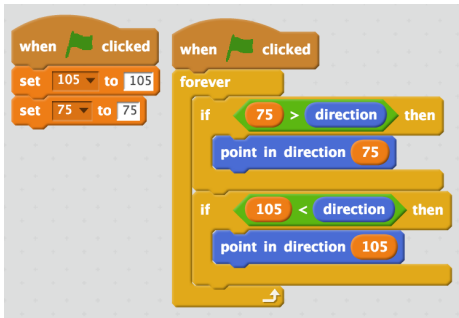 when clicked
set 105 to 105
set 75 to 75
when clicked
forever
if 75 > direction then
point in direction 75
if 105 < direction then
point in direction 105